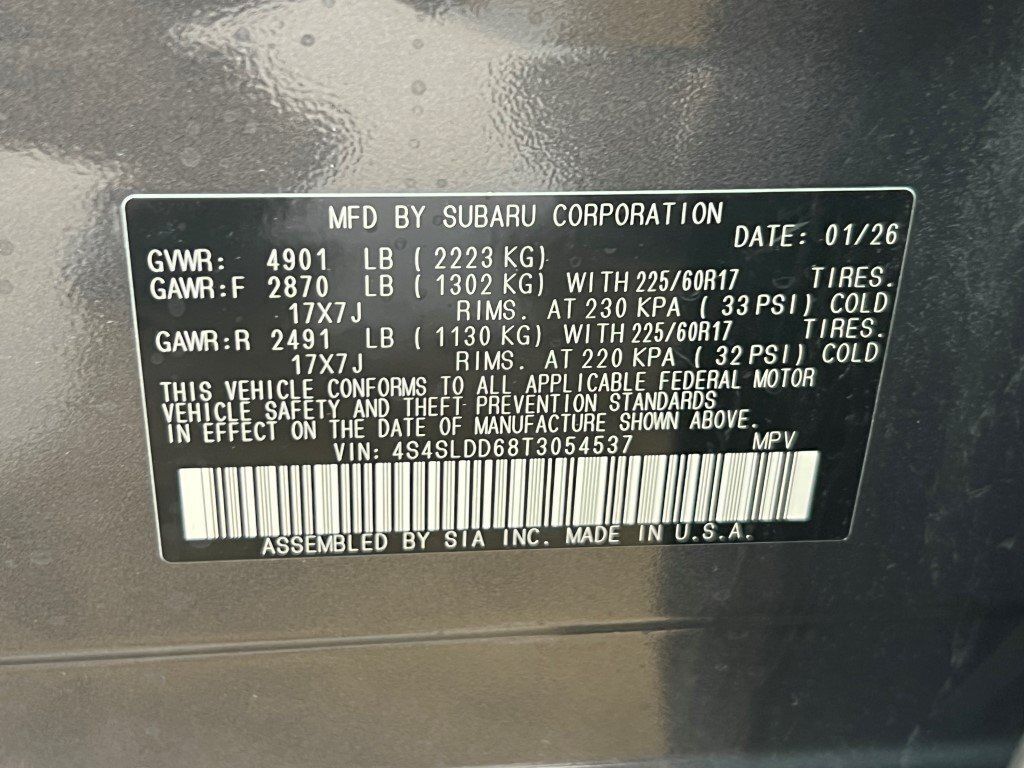 MFD BY SUBARU CORPORATION
DATE: 01/26
GVWR: 4901 LB ( 2223 KG)
GAWR:F 2870 LB ( 1302 KG) WITH 225/60R17 TIRES.
17X7J RIMS. AT 230 KPA ( 33 PSI) COLD
GAWR:R 2491 LB ( 1130 KG) WITH 225/60R17 TIRES.
17X7J RIMS. AT 220 KPA ( 32 PSI) COLD
THIS VEHICLE CONFORMS TO ALL APPLICABLE FEDERAL MOTOR
VEHICLE SAFETY AND THEFT PREVENTION STANDARDS
IN EFFECT ON THE DATE OF MANUFACTURE SHOWN ABOVE.
VIN: 4S4SLDD68T3054537 MPV
ASSEMBLED BY SIA INC. MADE IN U.S.A.